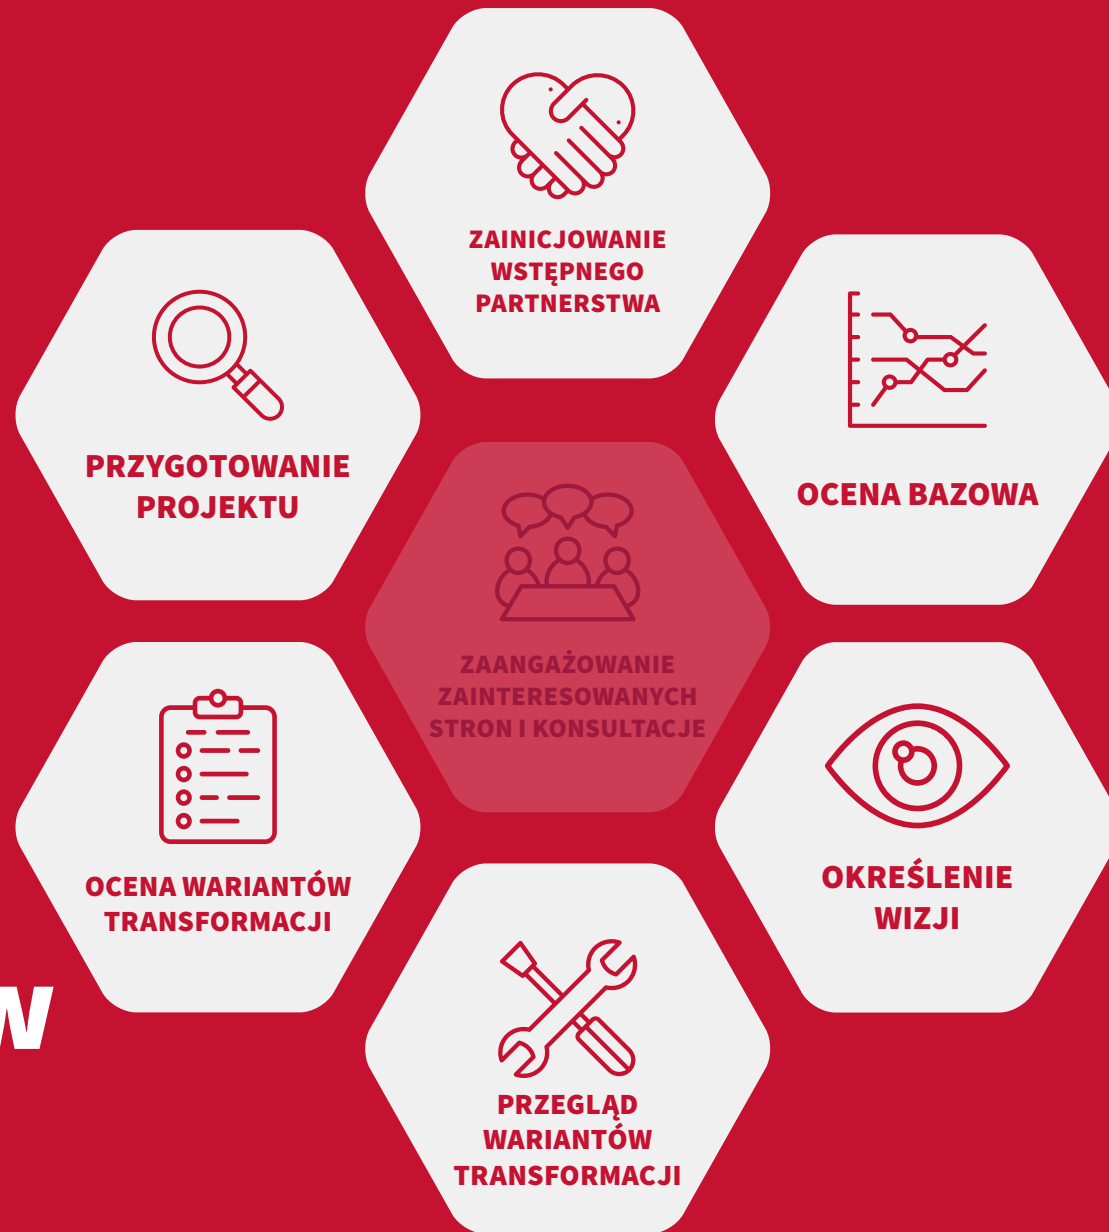 ZAINICJOWANIE
WSTĘPNEGO
PARTNERSTWA
PRZYGOTOWANIE
PROJEKTU
OCENA BAZOWA
ZAANGAŻOWANIE
ZAINTERESOWANYCH
STRON I KONSULTACJE
OCENA WARIANTÓW
TRANSFORMACJI
OKREŚLENIE
WIZJI
W
PRZEGLĄD
WARIANTÓW
TRANSFORMACJI